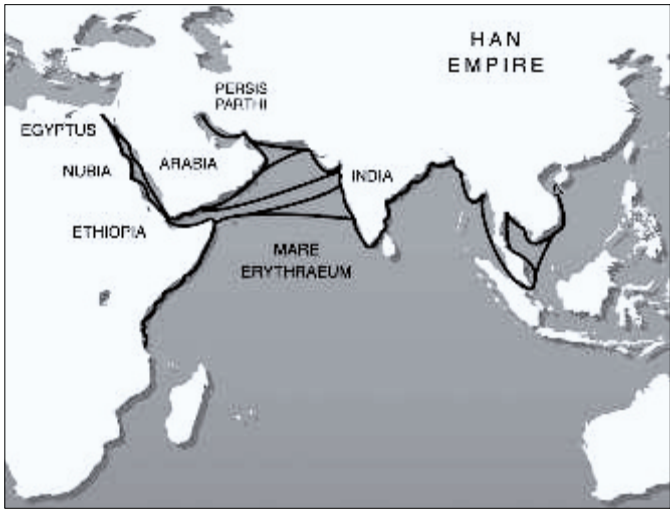 HAN
EMPIRE
PERSIS
PARTHI
EGYPTUS
NUBIA
ARABIA
INDIA
ETHIOPIA
MARE
ERYTHRAEUM